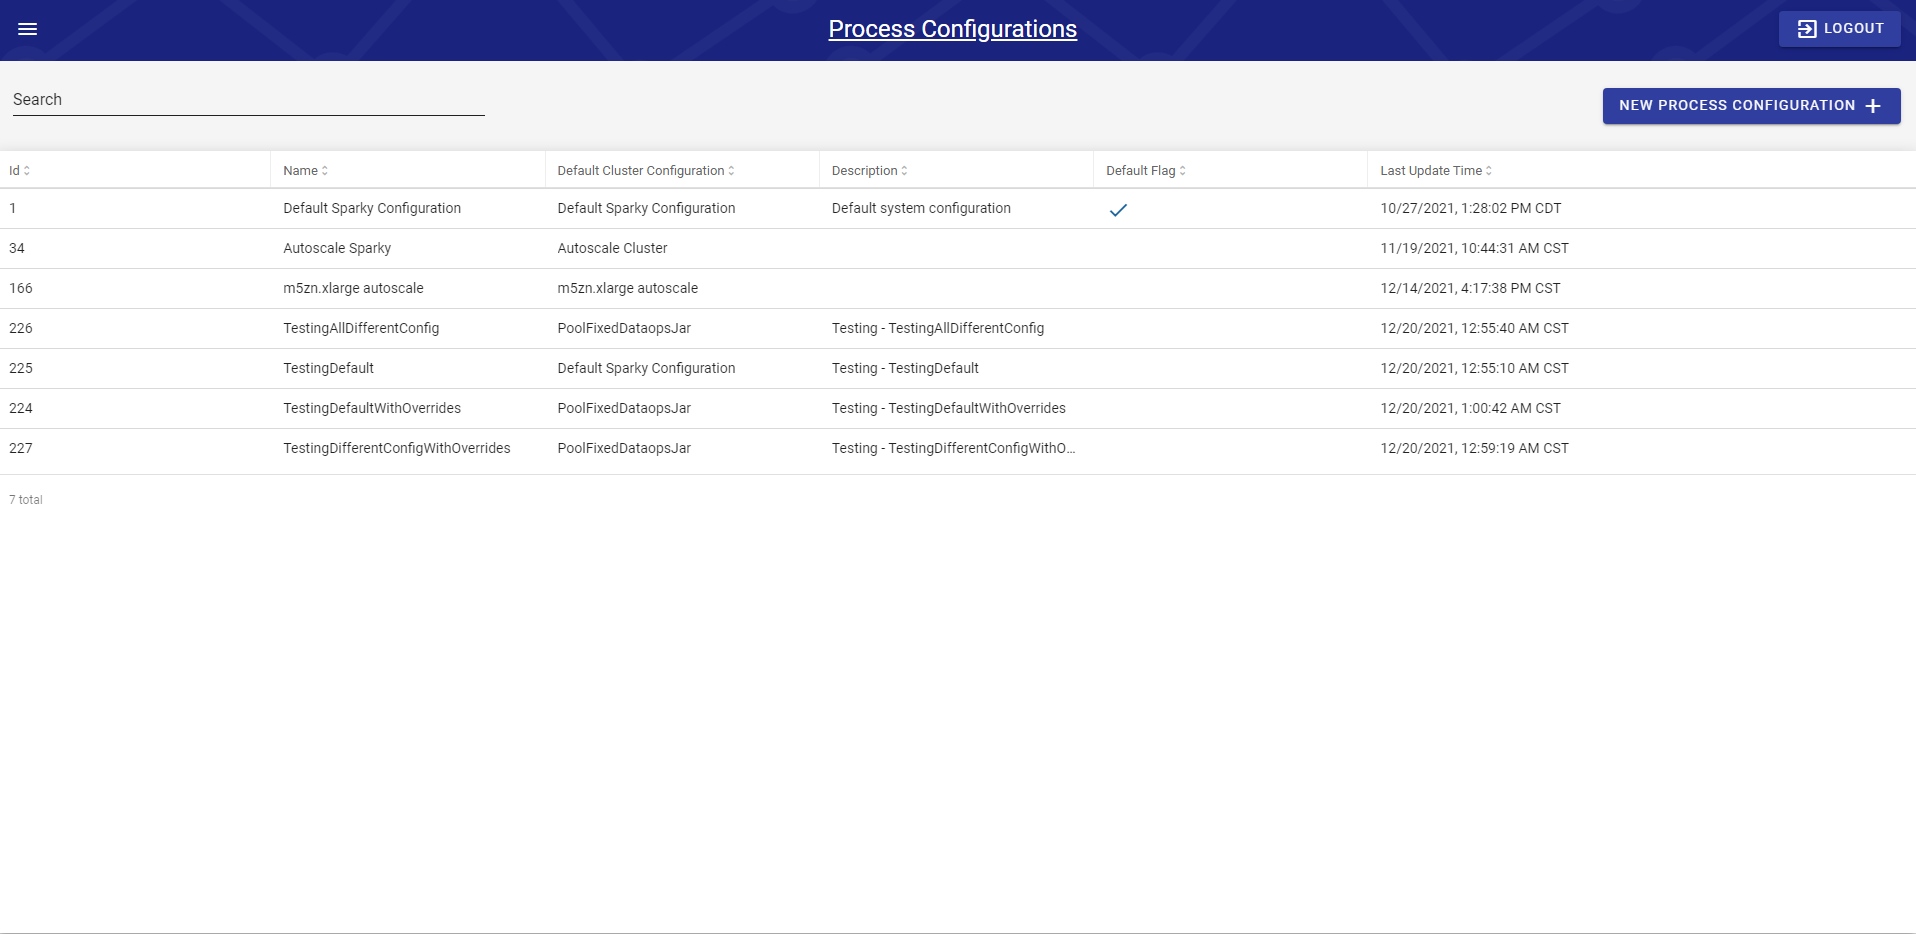 Process Configurations
LOGOUT
Search
NEW PROCESS CONFIGURATION
Id Name Default Cluster Configuration Description Default Flag Last Update Time
1 Default Sparky Configuration Default Sparky Configuration Default system configuration 10/27/2021, 1:28:02 PM CDT
34 Autoscale Sparky Autoscale Cluster 11/19/2021, 10:44:31 AM CST
166 m5zn.xlarge autoscale m5zn.xlarge autoscale 12/14/2021, 4:17:38 PM CST
226 TestingAllDifferentConfig PoolFixedDataopsJar Testing - TestingAllDifferentConfig 12/20/2021, 12:55:40 AM CST
225 TestingDefault Default Sparky Configuration Testing - TestingDefault 12/20/2021, 12:55:10 AM CST
224 TestingDefaultWithOverrides PoolFixedDataopsJar Testing - TestingDefaultWithOverrides 12/20/2021, 1:00:42 AM CST
227 TestingDifferentConfigWithOverrides PoolFixedDataopsJar Testing - TestingDifferentConfigWithO... 12/20/2021, 12:59:19 AM CST
7 total